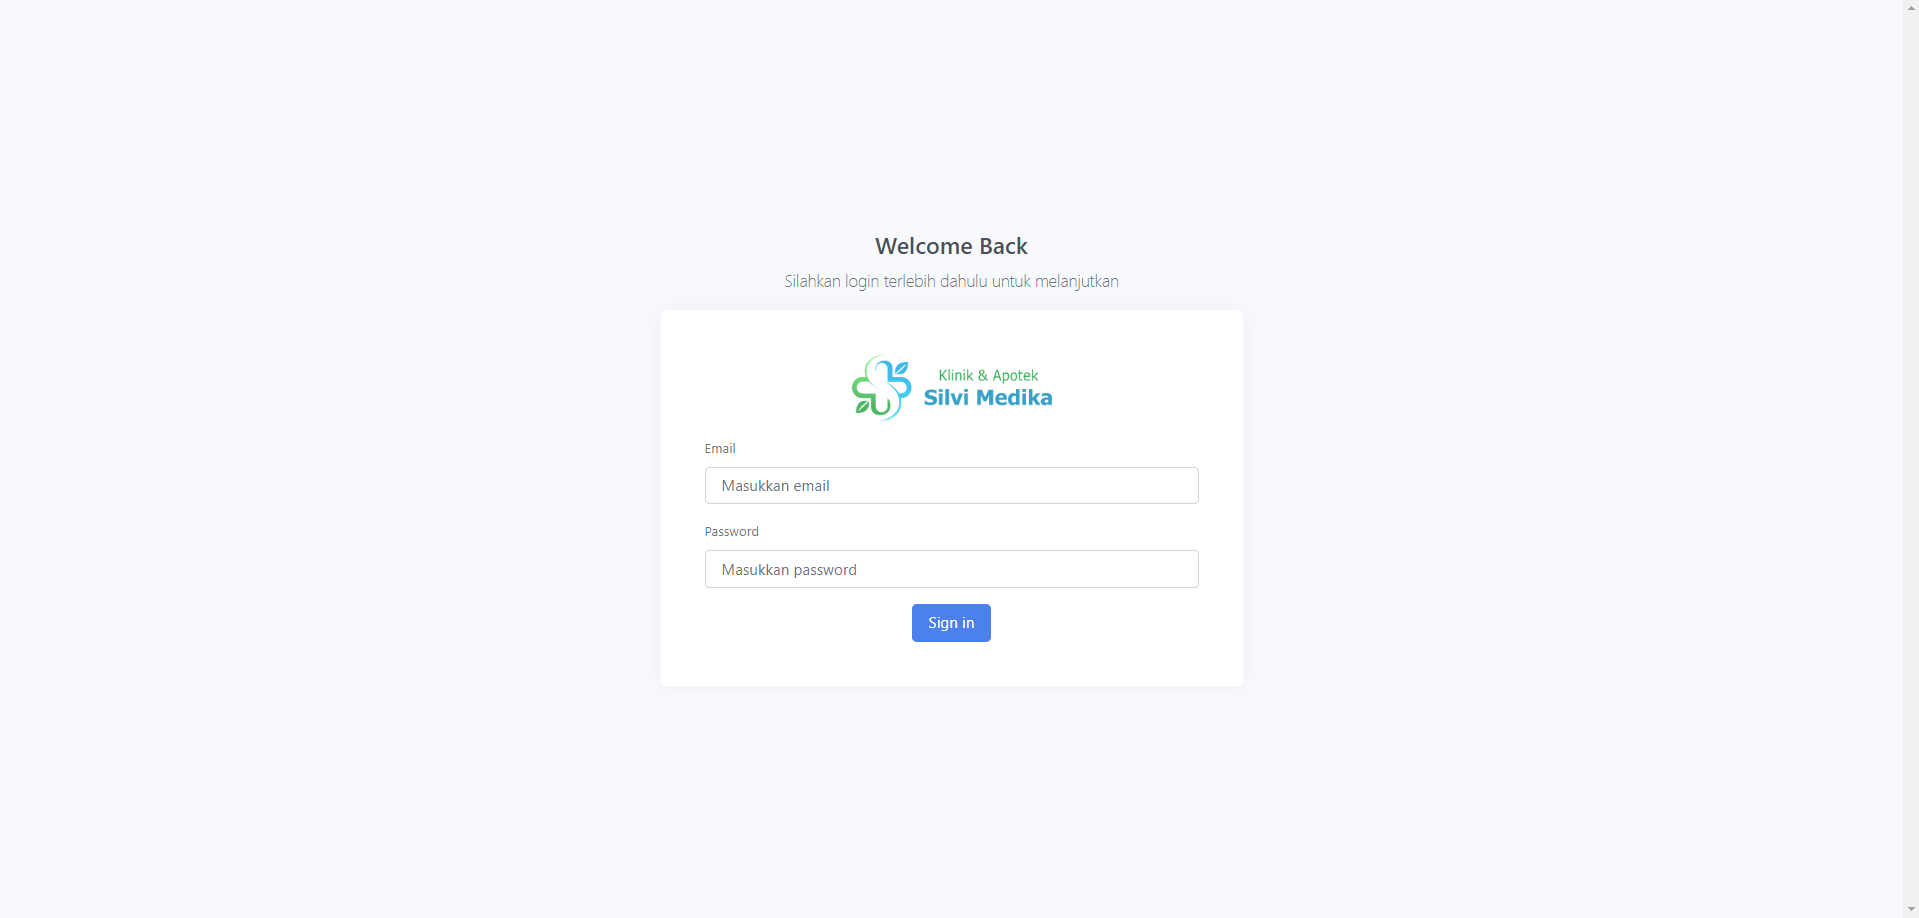 Welcome Back
Silahkan login terlebih dahulu untuk melanjutkan
Klinik & Apotek
Silvi Medika
Email
Masukkan email
Password
Masukkan password
Sign in